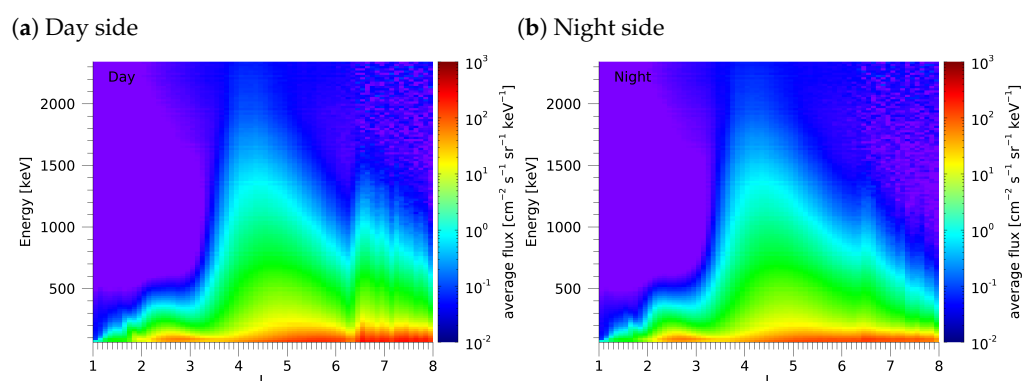 (a) Day side
(b) Night side
Day
2000
1500
1000
500
Energy [keV]
1 2 3 4 5 6 7 8
L
10³
10²
10¹
10⁰
10⁻¹
10⁻²
average flux [cm⁻² s⁻¹ sr⁻¹ keV⁻¹]
Night
2000
1500
1000
500
Energy [keV]
1 2 3 4 5 6 7 8
L
10³
10²
10¹
10⁰
10⁻¹
10⁻²
average flux [cm⁻² s⁻¹ sr⁻¹ keV⁻¹]